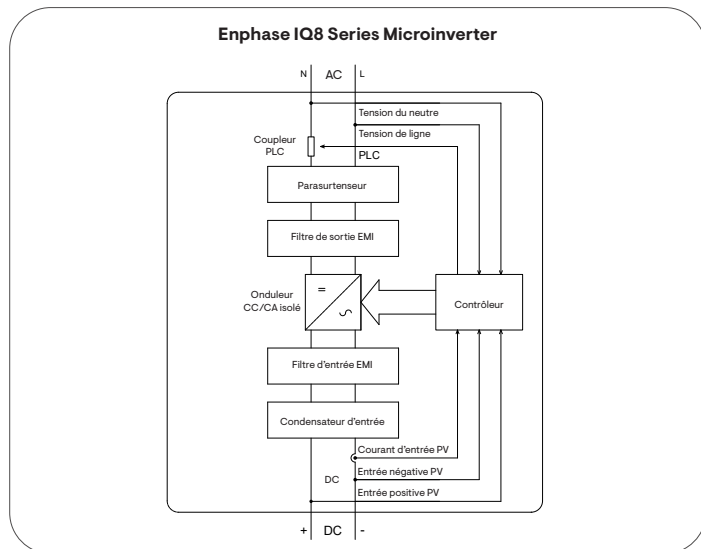 Enphase IQ8 Series Microinverter
N AC L
Tension du neutre
Tension de ligne
Coupleur
PLC
PLC
Parasurtenseur
Filtre de sortie EMI
=
∿
Onduleur
CC/CA isolé
Contrôleur
Filtre d'entrée EMI
Condensateur d'entrée
Courant d'entrée PV
DC
Entrée négative PV
Entrée positive PV
+ DC -